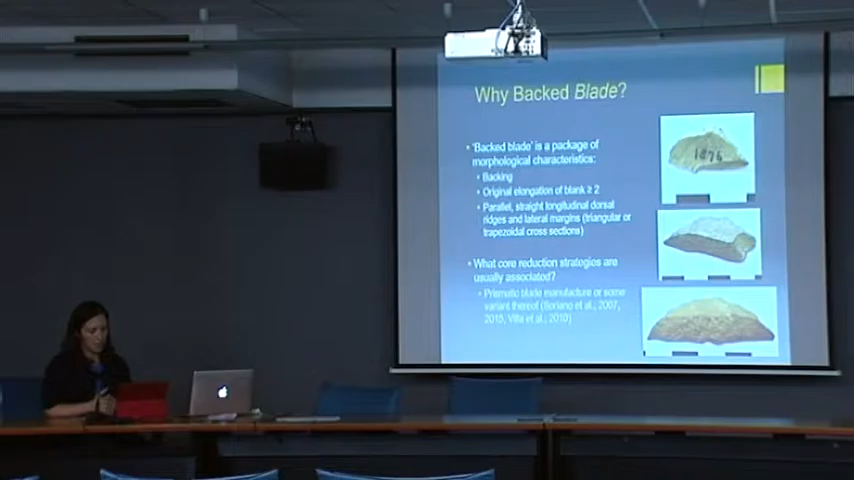 Why Backed Blade?
• 'Backed blade' is a package of
morphological characteristics:
• Backing
• Original elongation of blank ≥ 2
• Parallel, straight longitudinal dorsal
ridges and lateral margins (triangular or
trapezoidal cross sections)
• What core reduction strategies are
usually associated?
• Prismatic blade manufacture or some
variant thereof (Soriano et al., 2007,
2015, Villa et al., 2010)
1876